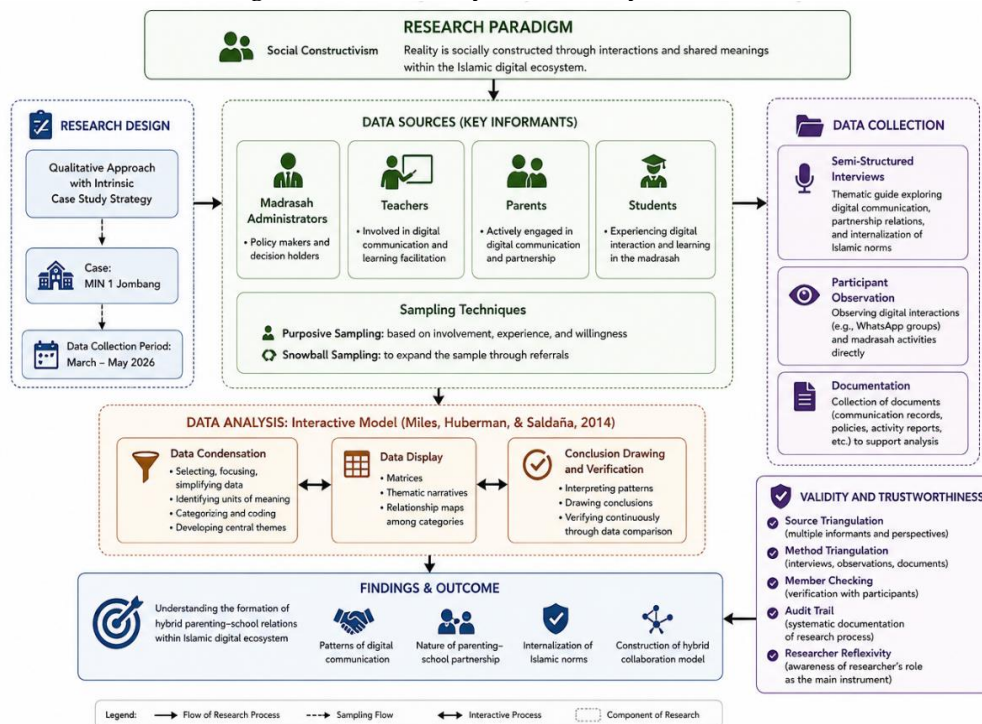 RESEARCH PARADIGM
Social Constructivism
Reality is socially constructed through interactions and shared meanings
within the Islamic digital ecosystem.
RESEARCH DESIGN
Qualitative Approach
with Intrinsic
Case Study Strategy
Case:
MIN 1 Jombang
Data Collection Period:
March – May 2026
DATA SOURCES (KEY INFORMANTS)
Madrasah
Administrators
• Policy makers and
decision holders
Teachers
• Involved in digital
communication and
learning facilitation
Parents
• Actively engaged in
digital communication
and partnership
Students
• Experiencing digital
interaction and learning
in the madrasah
Sampling Techniques
Purposive Sampling: based on involvement, experience, and willingness
Snowball Sampling: to expand the sample through referrals
DATA COLLECTION
Semi-Structured
Interviews
Thematic guide exploring
digital communication,
partnership relations,
and internalization of
Islamic norms
Participant
Observation
Observing digital interactions
(e.g., WhatsApp groups)
and madrasah activities
directly
Documentation
Collection of documents
(communication records,
policies, activity reports,
etc.) to support analysis
DATA ANALYSIS: Interactive Model (Miles, Huberman, & Saldaña, 2014)
Data Condensation
• Selecting, focusing,
simplifying data
• Identifying units of meaning
• Categorizing and coding
• Developing central themes
Data Display
• Matrices
• Thematic narratives
• Relationship maps
among categories
Conclusion Drawing
and Verification
• Interpreting patterns
• Drawing conclusions
• Verifying continuously
through data comparison
VALIDITY AND TRUSTWORTHINESS
Source Triangulation
(multiple informants and perspectives)
Method Triangulation
(interviews, observations, documents)
Member Checking
(verification with participants)
Audit Trail
(systematic documentation
of research process)
Researcher Reflexivity
(awareness of researcher's role
as the main instrument)
FINDINGS & OUTCOME
Understanding the formation of
hybrid parenting–school relations
within Islamic digital ecosystem
Patterns of digital
communication
Nature of parenting–
school partnership
Internalization of
Islamic norms
Construction of hybrid
collaboration model
Legend:
Flow of Research Process
Sampling Flow
Interactive Process
Component of Research